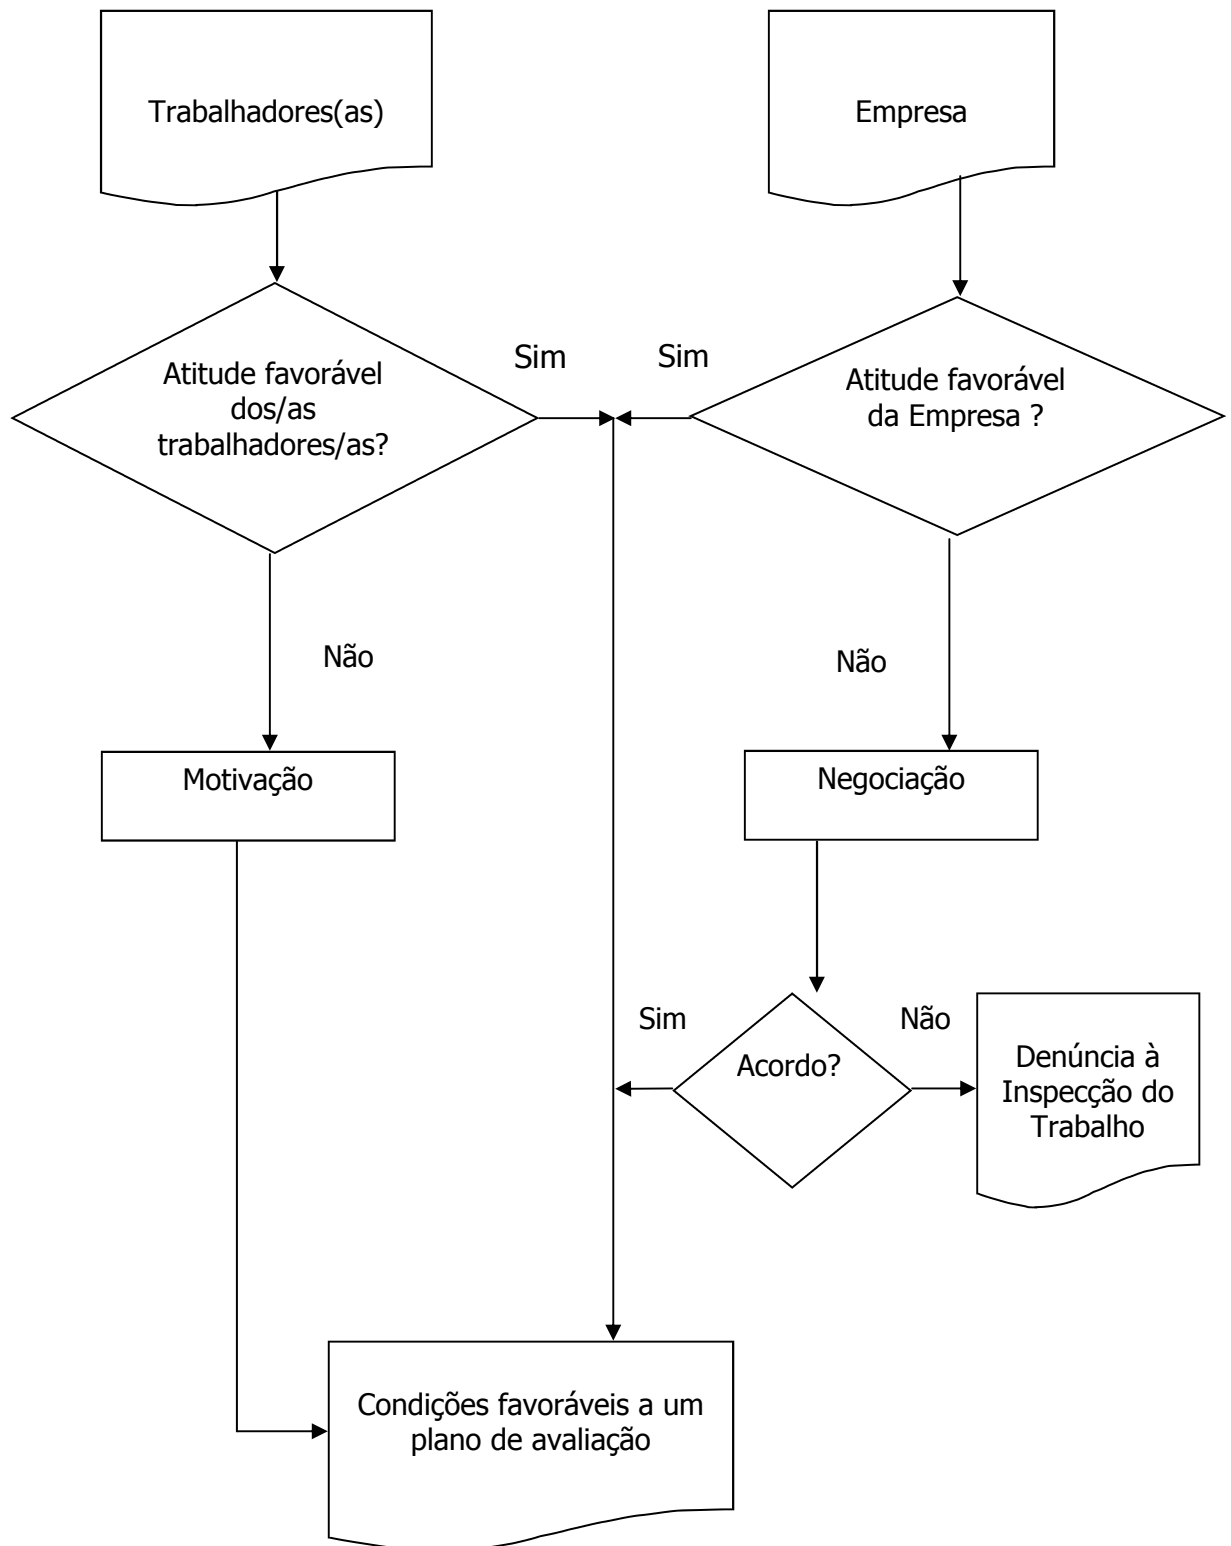 Trabalhadores(as)
Empresa
Atitude favorável
dos/as
trabalhadores/as?
Sim
Sim
Atitude favorável
da Empresa ?
Não
Não
Motivação
Negociação
Sim
Não
Acordo?
Denúncia à
Inspecção do
Trabalho
Condições favoráveis a um
plano de avaliação